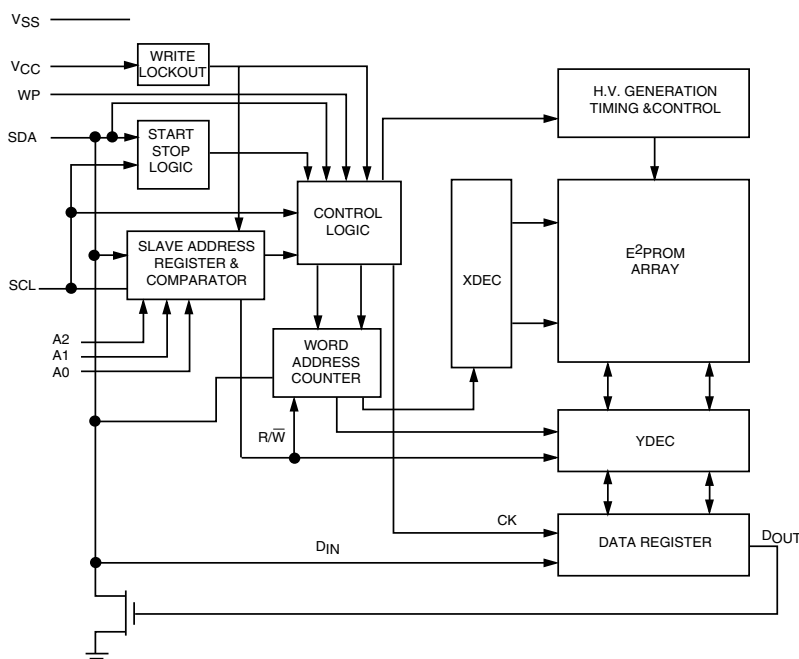 VSS
VCC
WRITE
LOCKOUT
WP
H.V. GENERATION
TIMING &CONTROL
SDA
START
STOP
LOGIC
CONTROL
LOGIC
SLAVE ADDRESS
REGISTER &
COMPARATOR
XDEC
E2PROM
ARRAY
SCL
A2
A1
A0
WORD
ADDRESS
COUNTER
R/W̅
YDEC
CK
DIN
DATA REGISTER
DOUT